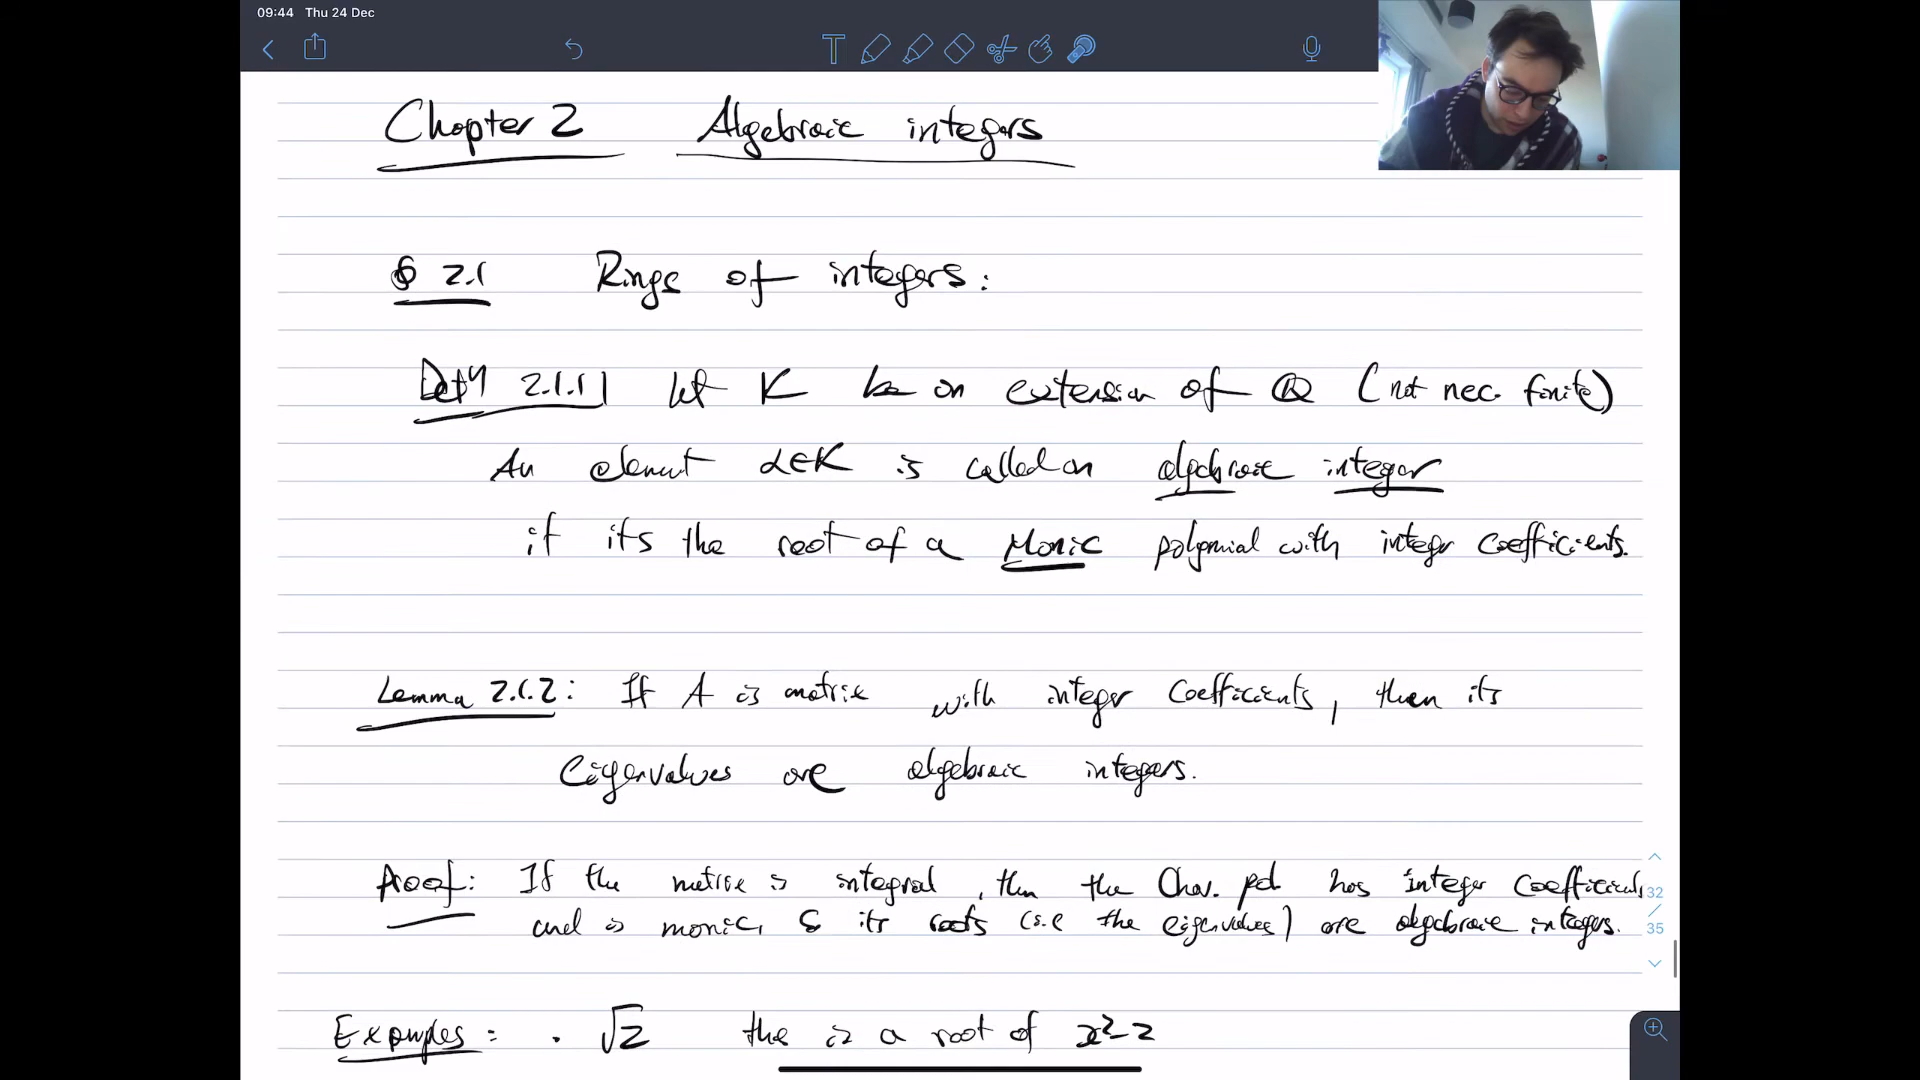 09:44 Thu 24 Dec
Chapter 2 Algebraic integers
§ 2.1 Rings of integers:
Defn 2.1.1 Let K be an extension of ℚ (not nec. finite)
An element α∈K is called an algebraic integer
if its the root of a Monic polynomial with integer coefficients.
Lemma 2.1.2: If A is matrix with integer coefficients, then its
eigenvalues are algebraic integers.
Proof: If the matrix is integral, then the Char. pol has integer coefficients
and is monic, & its roots (i.e the eigenvalues) are algebraic integers.
32
/
35
Examples: · √2 the is a root of x²-2